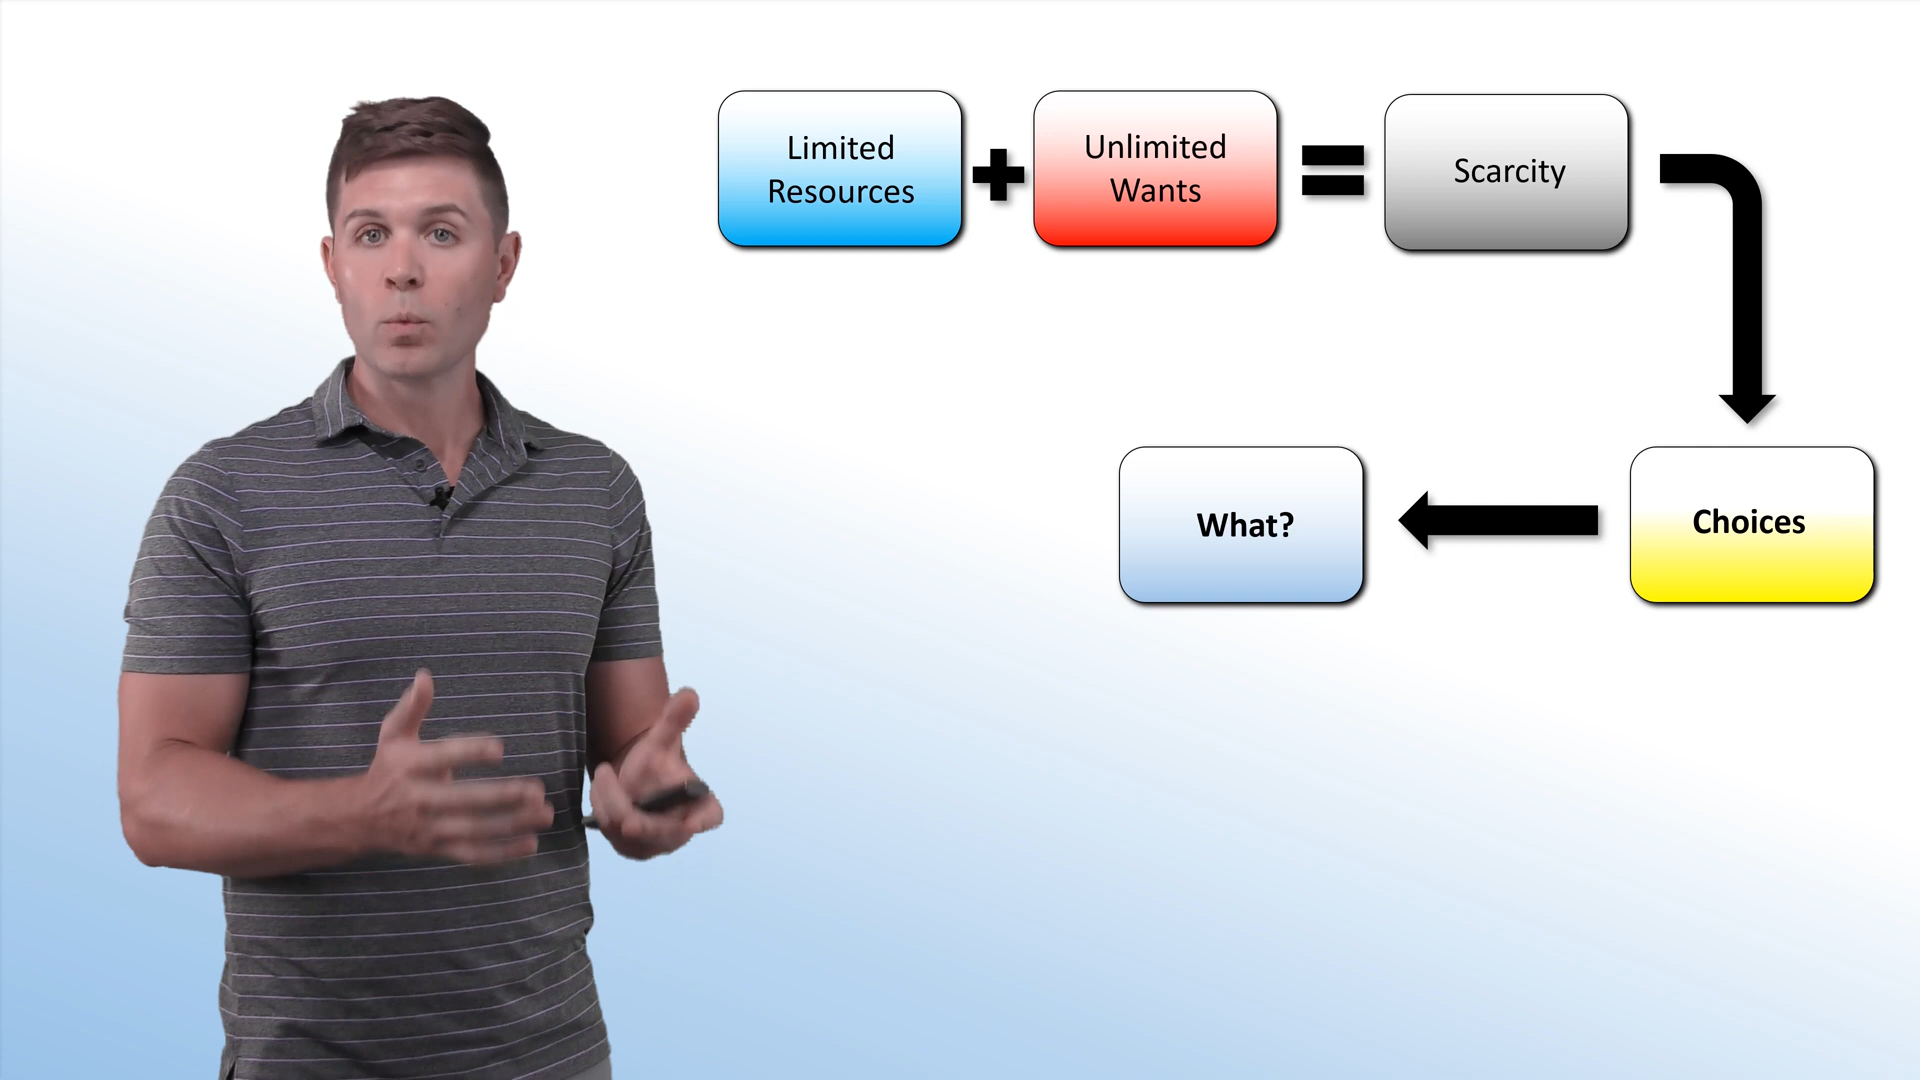 Limited
Resources
Unlimited
Wants
Scarcity
What?
Choices